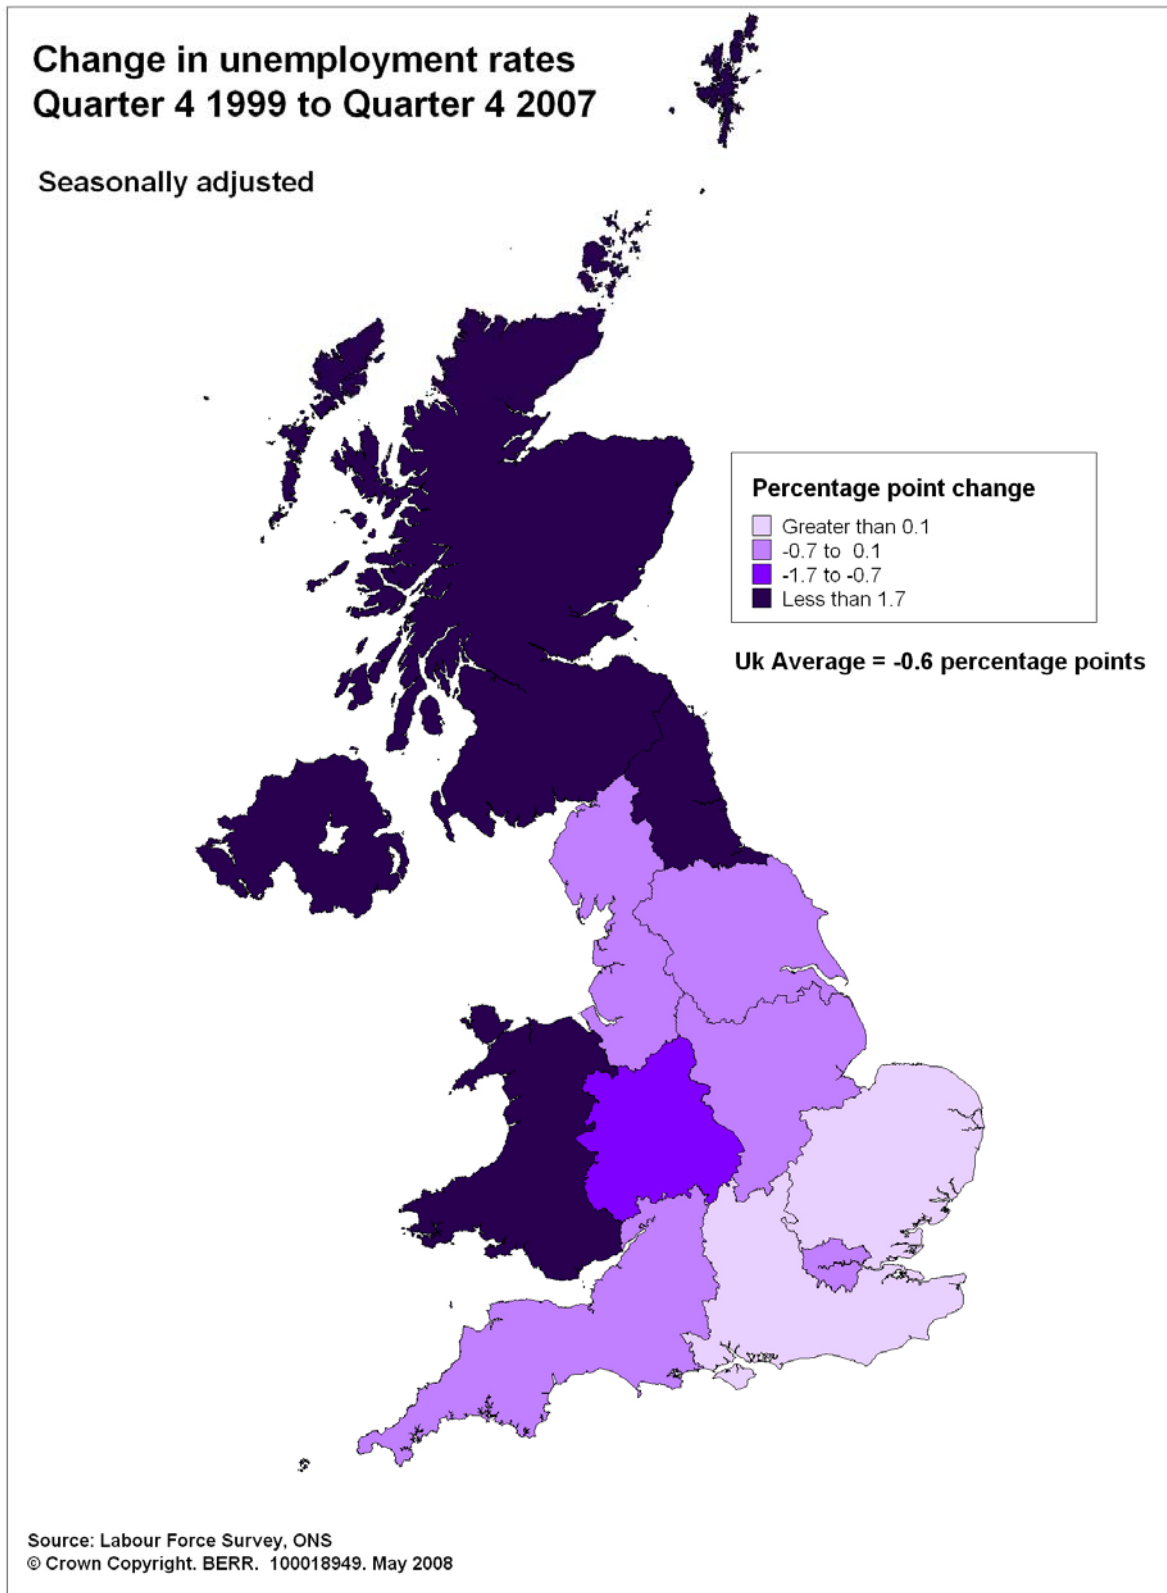 Change in unemployment rates
Quarter 4 1999 to Quarter 4 2007
Seasonally adjusted
Percentage point change
Greater than 0.1
-0.7 to 0.1
-1.7 to -0.7
Less than 1.7
Uk Average = -0.6 percentage points
Source: Labour Force Survey, ONS
© Crown Copyright. BERR. 100018949. May 2008